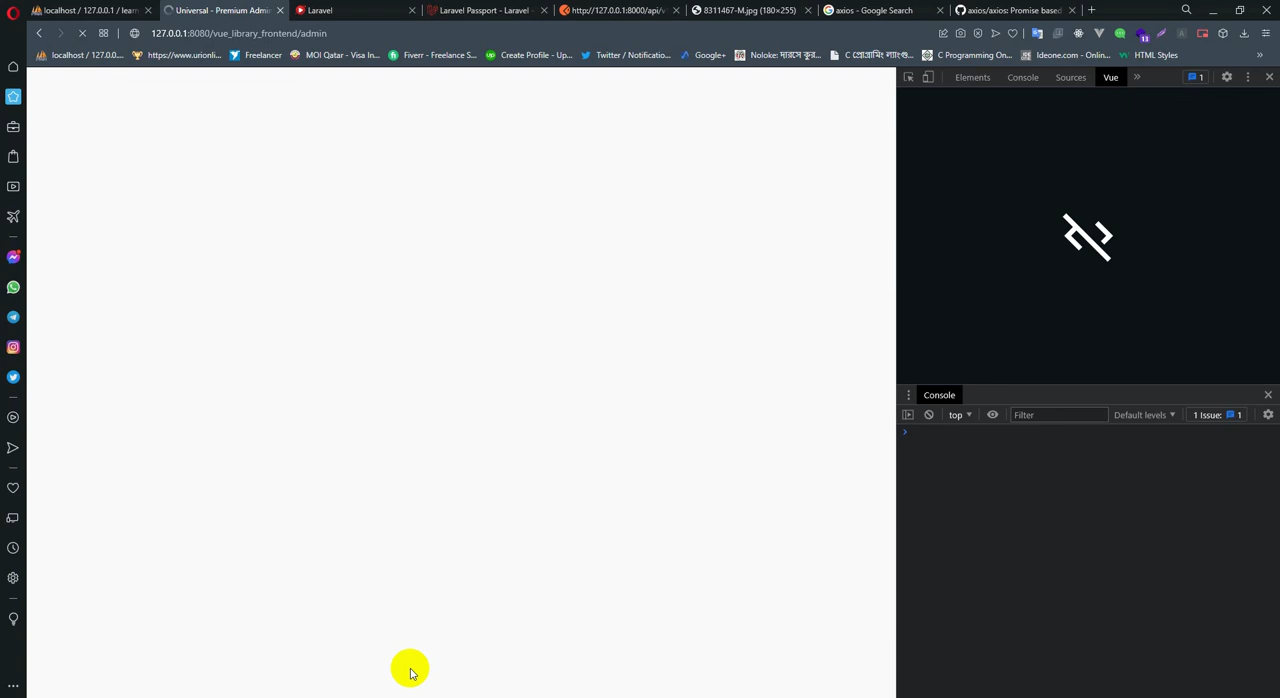 localhost / 127.0.0.1 / learn
Universal - Premium Admin
Laravel
Laravel Passport - Laravel -
http://127.0.0.1:8000/api/v
8311467-M.jpg (180×255)
axios - Google Search
axios/axios: Promise based
127.0.0.1:8080/vue_library_frontend/admin
localhost / 127.0.0....
https://www.urionli...
Freelancer
MOI Qatar - Visa In...
Fiverr - Freelance S...
Create Profile - Up...
Twitter / Notificatio...
Google+
Noloke: দারসে কুর...
C প্রোগ্রামিং ল্যাংগু...
C Programming On...
Ideone.com - Onlin...
HTML Styles
»
Elements
Console
Sources
Vue
»
1
Console
top
Filter
Default levels
1 Issue:
1
11